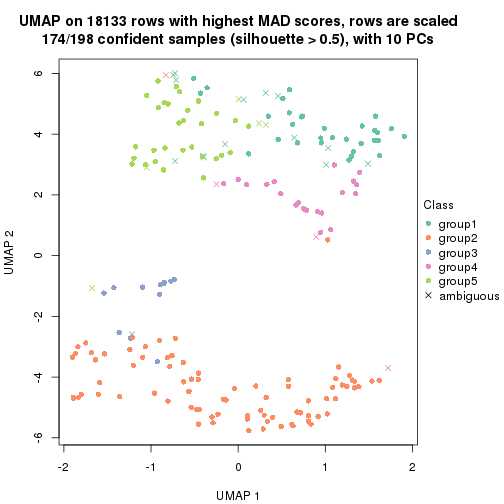 UMAP on 18133 rows with highest MAD scores, rows are scaled
174/198 confident samples (silhouette > 0.5), with 10 PCs
6
4
2
0
-2
-4
-6
UMAP 2
-2
-1
0
1
2
UMAP 1
Class
group1
group2
group3
group4
group5
ambiguous